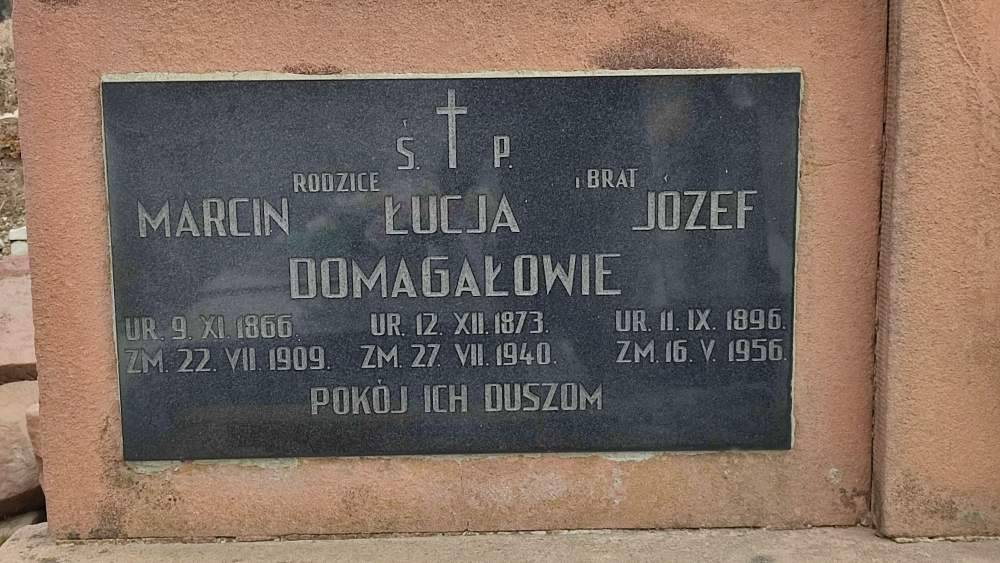 Ś. P.
RODZICE i BRAT
MARCIN ŁUCJA JÓZEF
DOMAGAŁOWIE
UR. 9. XI. 1866. UR. 12. XII. 1873. UR. 11. IX. 1896.
ZM. 22. VII. 1909. ZM. 27. VII. 1940. ZM. 16. V. 1956.
POKÓJ ICH DUSZOM